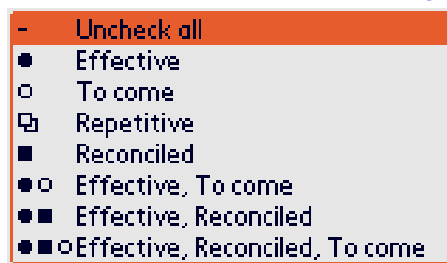 - Uncheck all
Effective
To come
Repetitive
Reconciled
Effective, To come
Effective, Reconciled
Effective, Reconciled, To come